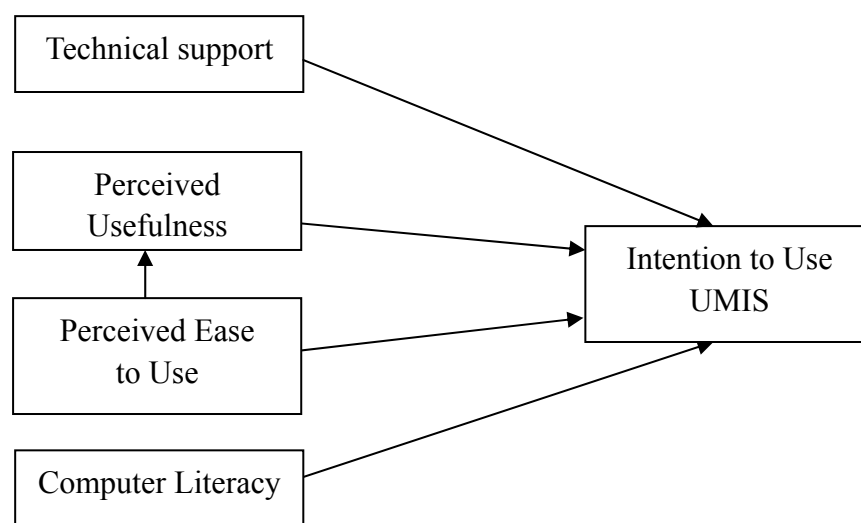 Technical support
Perceived
Usefulness
Perceived Ease
to Use
Computer Literacy
Intention to Use
UMIS